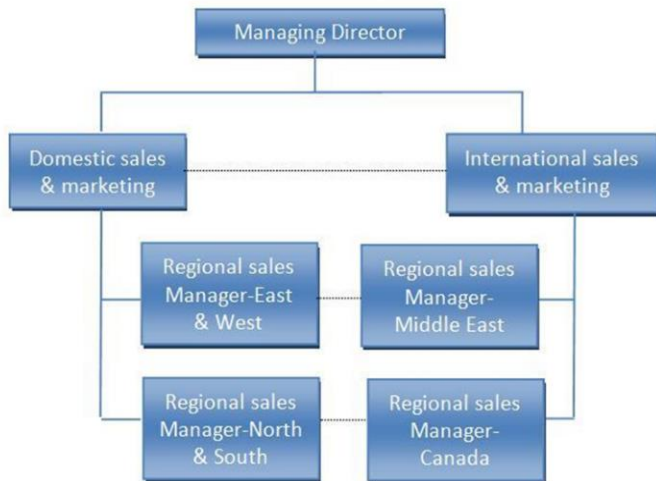 Managing Director
Domestic sales
& marketing
International sales
& marketing
Regional sales
Manager-East
& West
Regional sales
Manager-
Middle East
Regional sales
Manager-North
& South
Regional sales
Manager-
Canada